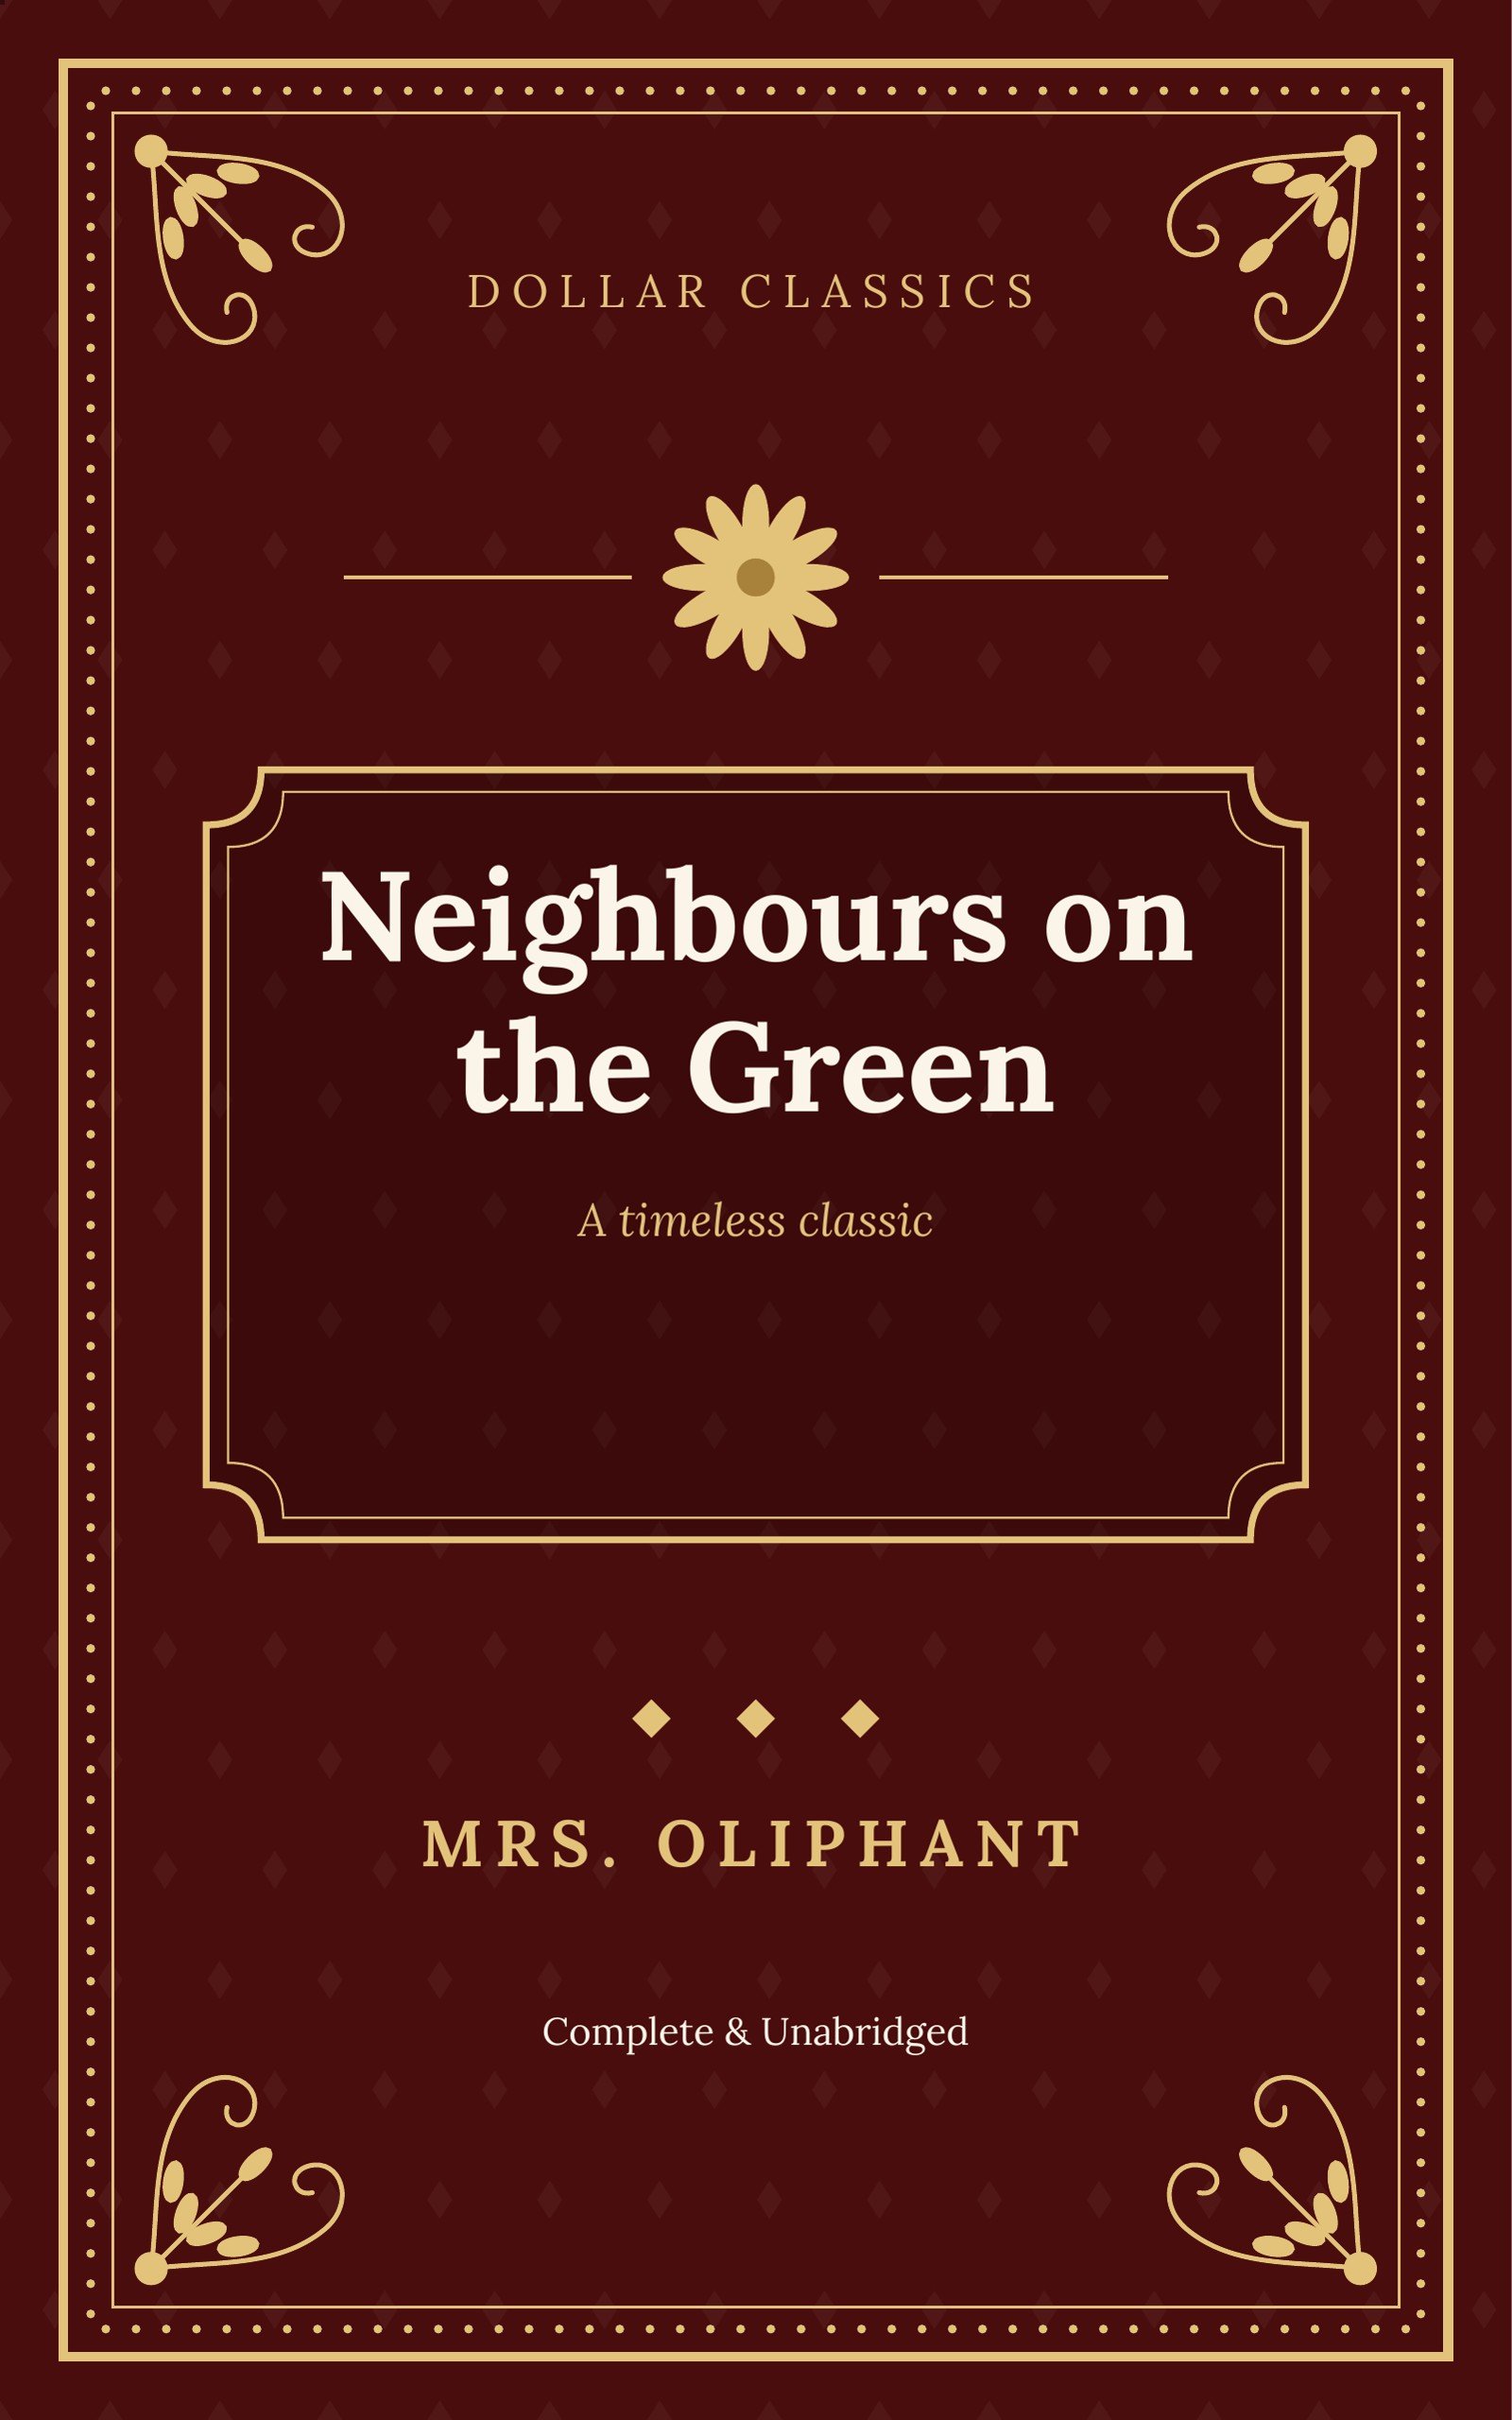 DOLLAR CLASSICS
Neighbours on
the Green
A timeless classic
MRS. OLIPHANT
Complete & Unabridged